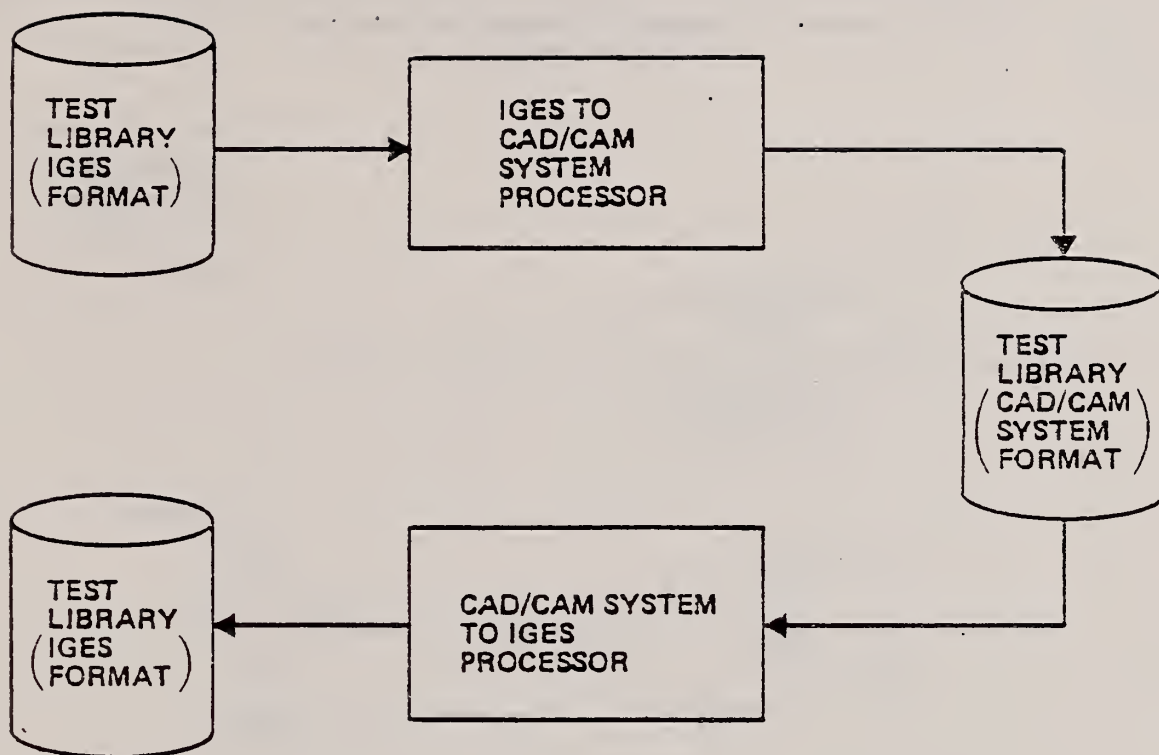 TEST
LIBRARY
(IGES
FORMAT)
IGES TO
CAD/CAM
SYSTEM
PROCESSOR
TEST
LIBRARY
(CAD/CAM
SYSTEM
FORMAT)
TEST
LIBRARY
(IGES
FORMAT)
CAD/CAM SYSTEM
TO IGES
PROCESSOR